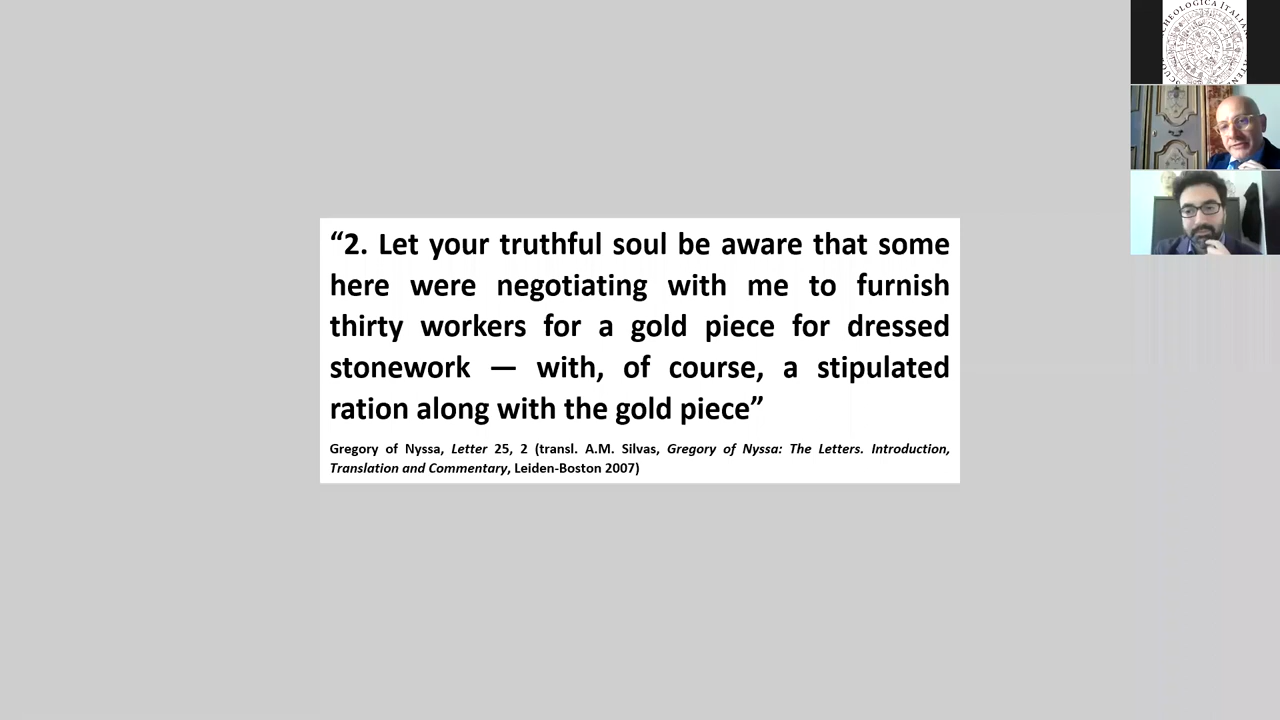 “2. Let your truthful soul be aware that some
here were negotiating with me to furnish
thirty workers for a gold piece for dressed
stonework — with, of course, a stipulated
ration along with the gold piece”
Gregory of Nyssa, Letter 25, 2 (transl. A.M. Silvas, Gregory of Nyssa: The Letters. Introduction,
Translation and Commentary, Leiden-Boston 2007)
CHEOLOGICA ITALIA